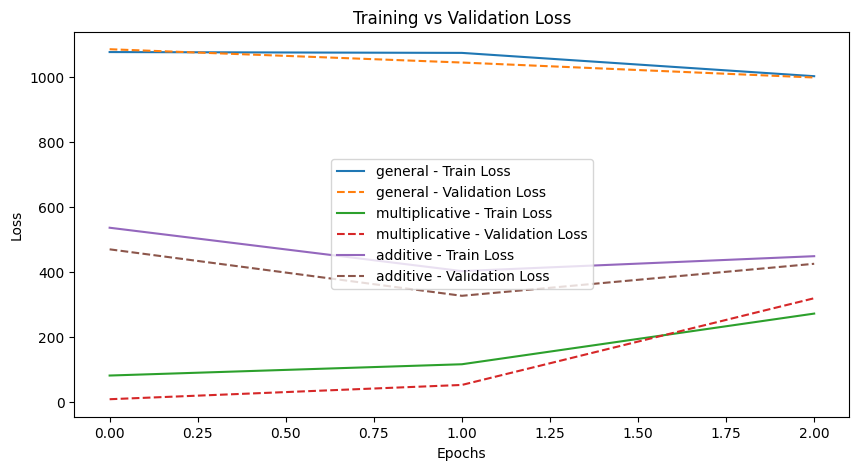 Training vs Validation Loss
Loss
1000
800
600
400
200
0
general - Train Loss
general - Validation Loss
multiplicative - Train Loss
multiplicative - Validation Loss
additive - Train Loss
additive - Validation Loss
0.00 0.25 0.50 0.75 1.00 1.25 1.50 1.75 2.00
Epochs